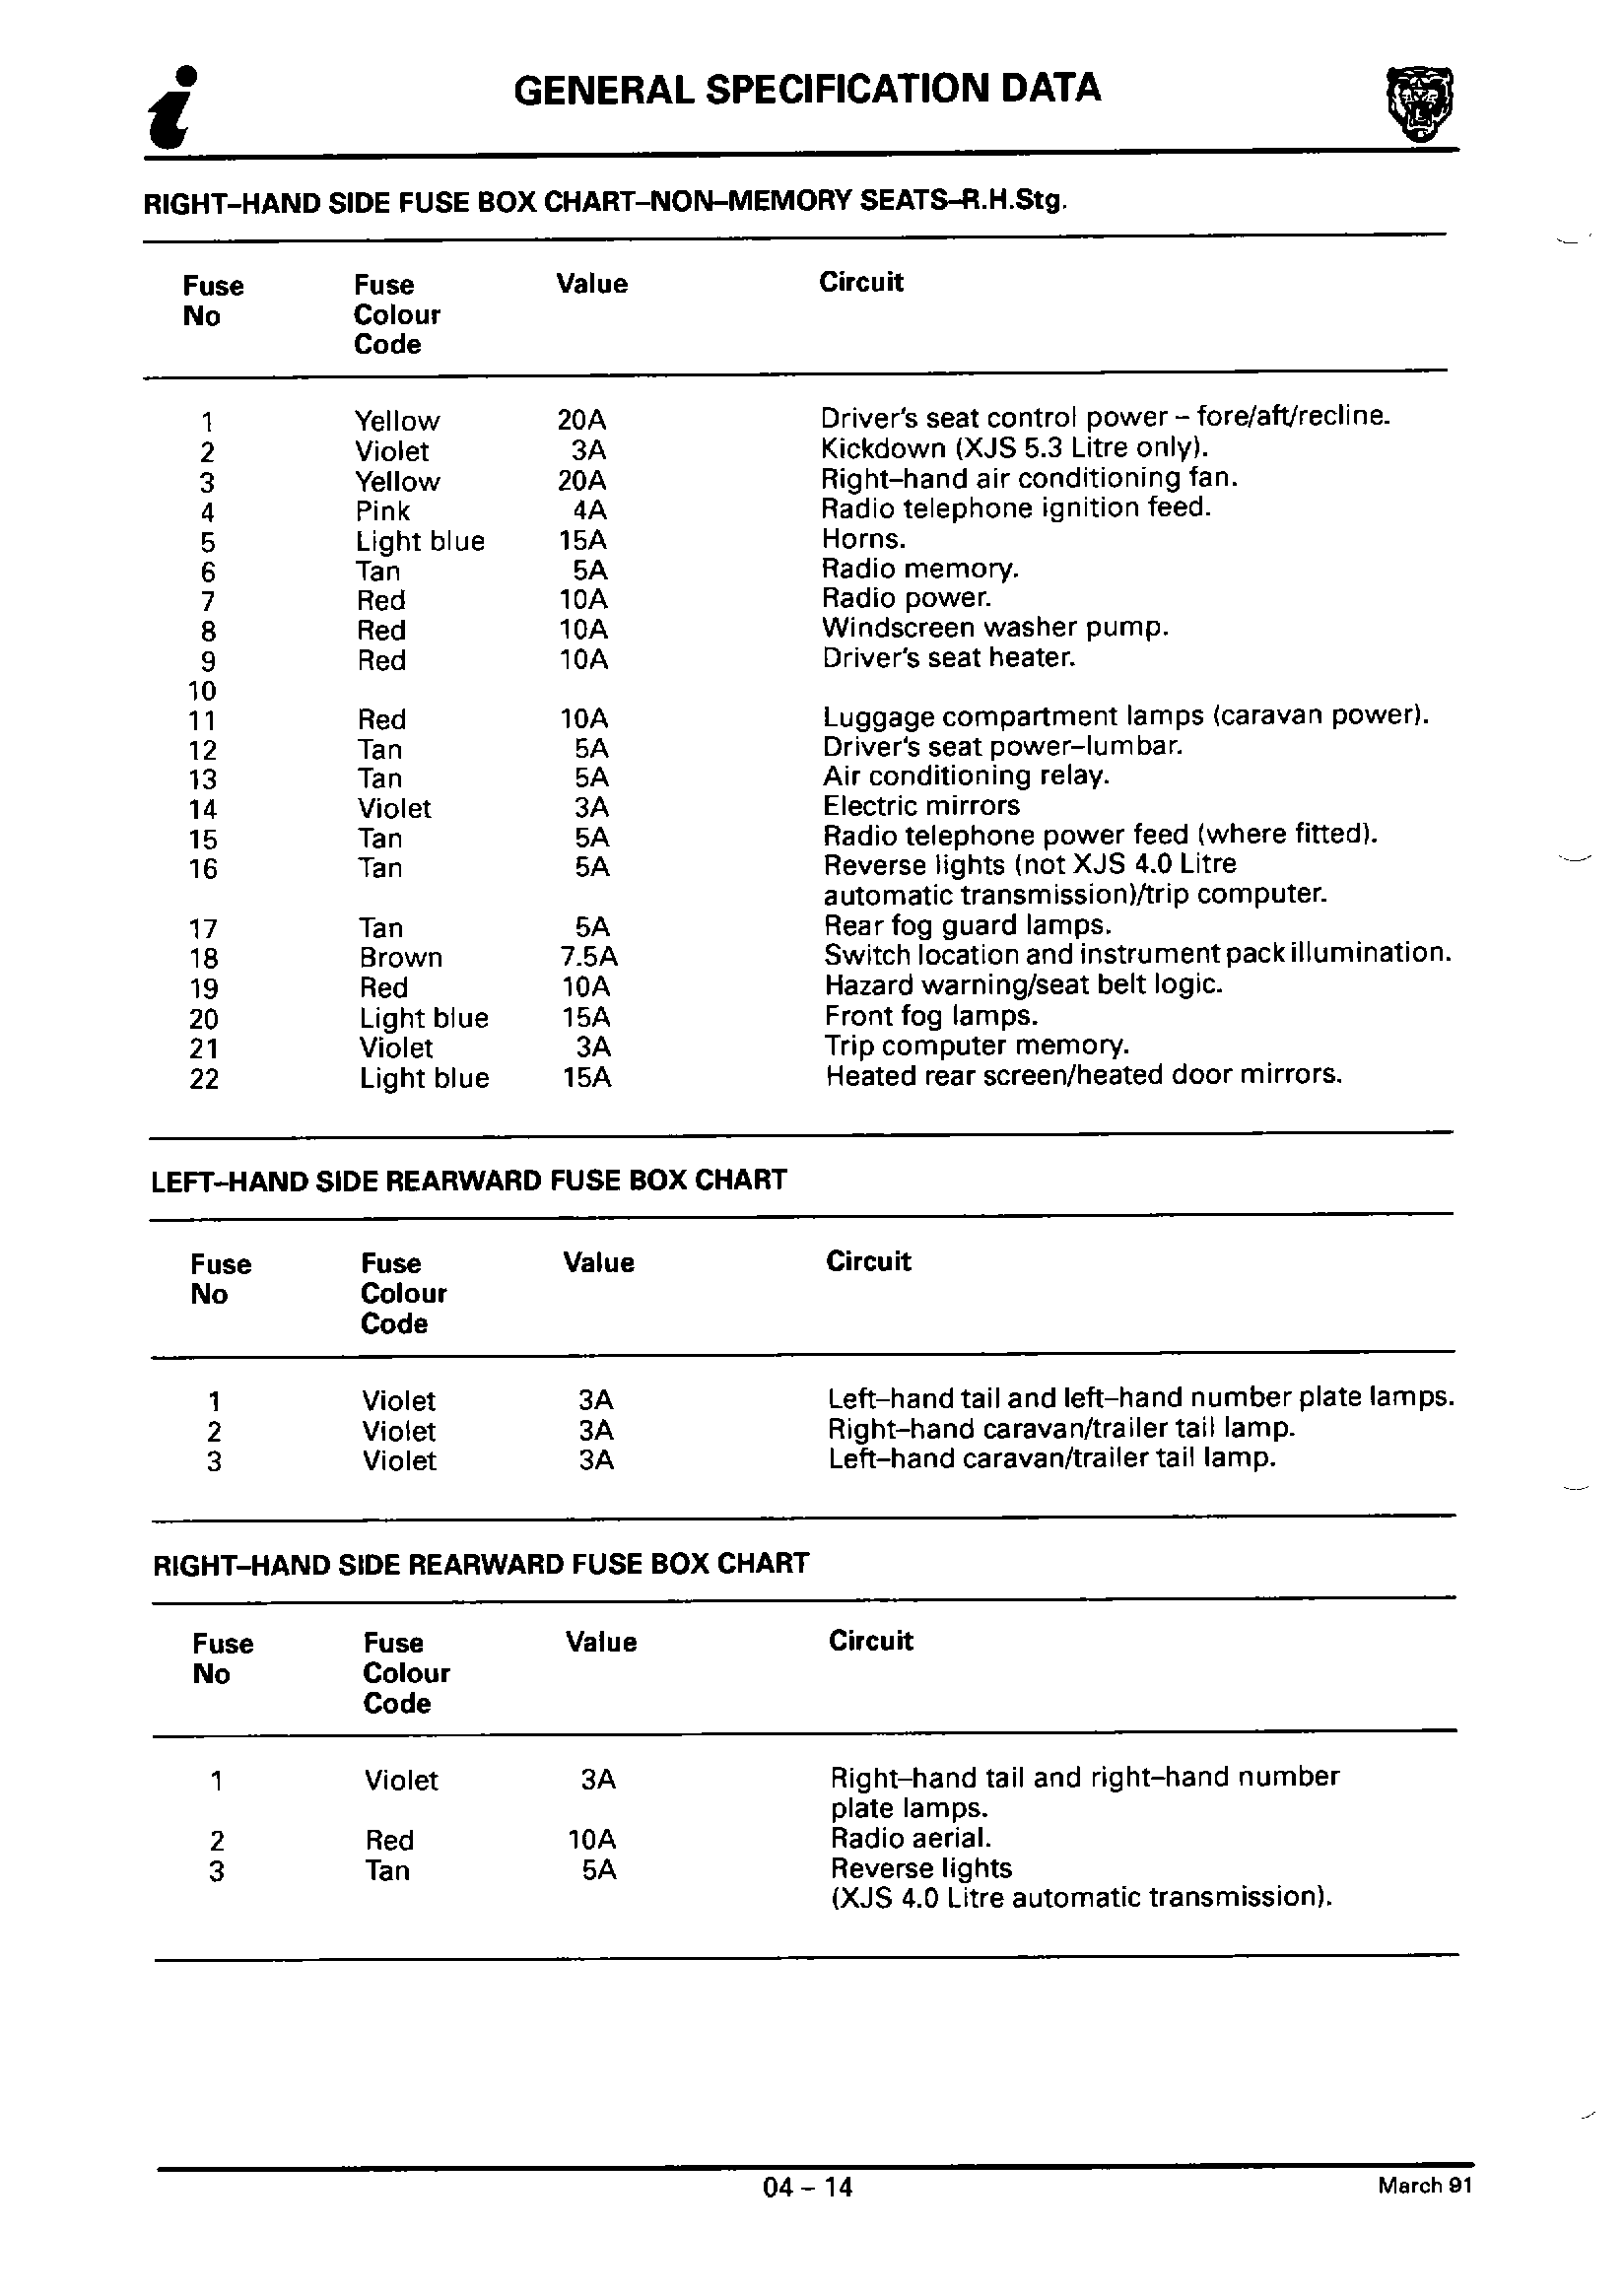 GENERAL SPECIFICATION DATA
RIGHT–HAND SIDE FUSE BOX CHART–NON–MEMORY SEATS–R.H.Stg.
Fuse No Fuse Colour Code Value Circuit
1 Yellow 20A Driver's seat control power – fore/aft/recline.
2 Violet 3A Kickdown (XJS 5.3 Litre only).
3 Yellow 20A Right–hand air conditioning fan.
4 Pink 4A Radio telephone ignition feed.
5 Light blue 15A Horns.
6 Tan 5A Radio memory.
7 Red 10A Radio power.
8 Red 10A Windscreen washer pump.
9 Red 10A Driver's seat heater.
10
11 Red 10A Luggage compartment lamps (caravan power).
12 Tan 5A Driver's seat power–lumbar.
13 Tan 5A Air conditioning relay.
14 Violet 3A Electric mirrors
15 Tan 5A Radio telephone power feed (where fitted).
16 Tan 5A Reverse lights (not XJS 4.0 Litre
automatic transmission)/trip computer.
17 Tan 5A Rear fog guard lamps.
18 Brown 7.5A Switch location and instrument pack illumination.
19 Red 10A Hazard warning/seat belt logic.
20 Light blue 15A Front fog lamps.
21 Violet 3A Trip computer memory.
22 Light blue 15A Heated rear screen/heated door mirrors.
LEFT–HAND SIDE REARWARD FUSE BOX CHART
Fuse No Fuse Colour Code Value Circuit
1 Violet 3A Left–hand tail and left–hand number plate lamps.
2 Violet 3A Right–hand caravan/trailer tail lamp.
3 Violet 3A Left–hand caravan/trailer tail lamp.
RIGHT–HAND SIDE REARWARD FUSE BOX CHART
Fuse No Fuse Colour Code Value Circuit
1 Violet 3A Right–hand tail and right–hand number
plate lamps.
2 Red 10A Radio aerial.
3 Tan 5A Reverse lights
(XJS 4.0 Litre automatic transmission).
04 – 14 March 91